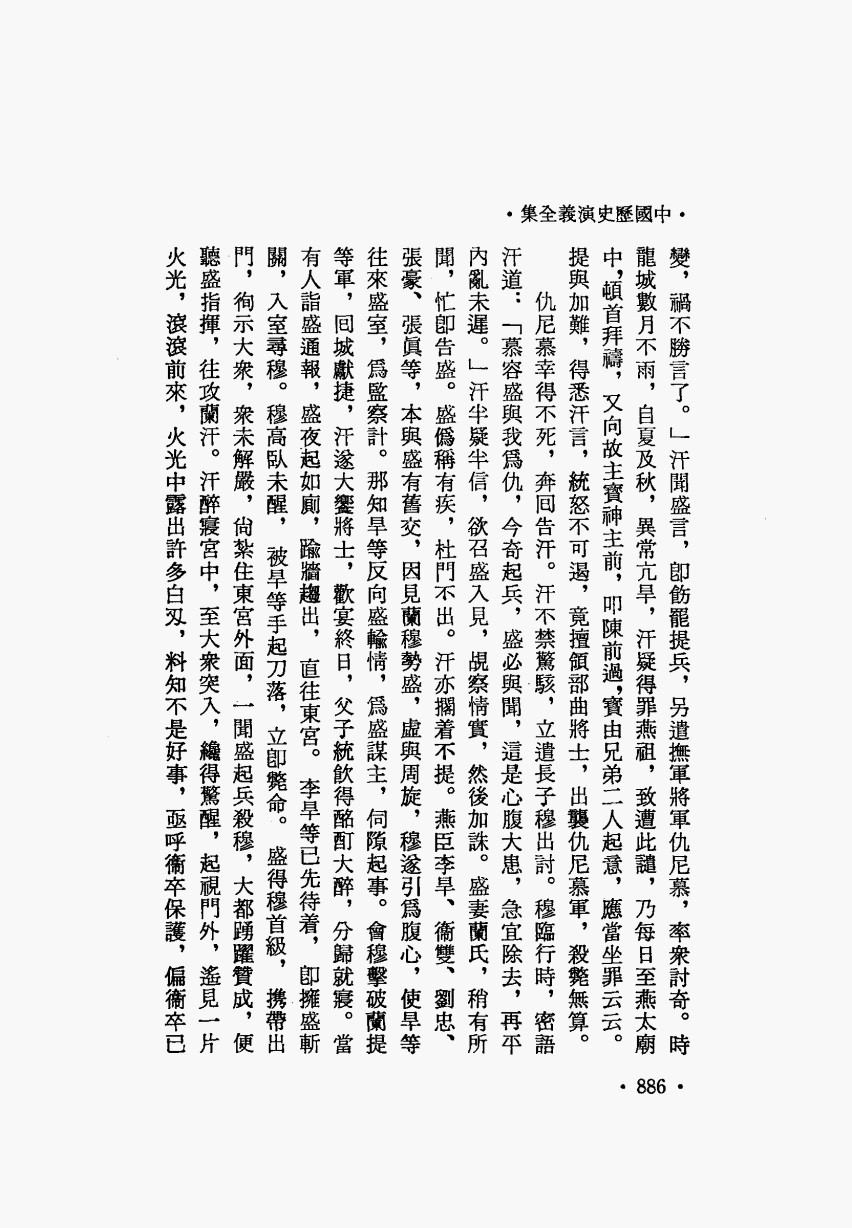 •中國歷史演義全集•
變，禍不勝言了。」汗聞盛言，卽飭罷提兵，另遣撫軍將軍仇尼慕，率衆討奇。時
龍城數月不雨，自夏及秋，異常亢旱，汗疑得罪燕祖，致遭此譴，乃每日至燕太廟
中，頓首拜禱，又向故主寶神主前，叩陳前過，實由兄弟二人起意，應當坐罪云云。
提與加難，得悉汗言，統怒不可遏，竟擅領部曲將士，出襲仇尼慕軍，殺斃無算。
仇尼慕幸得不死，奔囘告汗。汗不禁驚駭，立遣長子穆出討。穆臨行時，密語
汗道：「慕容盛與我爲仇，今奇起兵，盛必與聞，這是心腹大患，急宜除去，再平
內亂未遲。」汗半疑半信，欲召盛入見，覘察情實，然後加誅。盛妻蘭氏，稍有所
聞，忙卽告盛。盛僞稱有疾，杜門不出。汗亦擱着不提。燕臣李旱、衞雙、劉忠、
張豪、張眞等，本與盛有舊交，因見蘭穆勢盛，虛與周旋，穆遂引爲腹心，使旱等
往來盛室，爲監察計。那知旱等反向盛輸情，爲盛謀主，伺隙起事。會穆擊破蘭提
等軍，囘城獻捷，汗遂大饗將士，歡宴終日，父子統飮得酩酊大醉，分歸就寢。當
有人詣盛通報，盛夜起如廁，踰牆趨出，直往東宮。李旱等已先待着，卽擁盛斬
關，入室尋穆。穆高臥未醒，被旱等手起刀落，立卽斃命。盛得穆首級，携帶出
門，徇示大衆，衆未解嚴，尙紮住東宮外面，一聞盛起兵殺穆，大都踴躍贊成，便
聽盛指揮，往攻蘭汗。汗醉寢宮中，至大衆突入，纔得驚醒，起視門外，遙見一片
火光，滾滾前來，火光中露出許多白刃，料知不是好事，亟呼衞卒保護，偏衞卒已
•886•